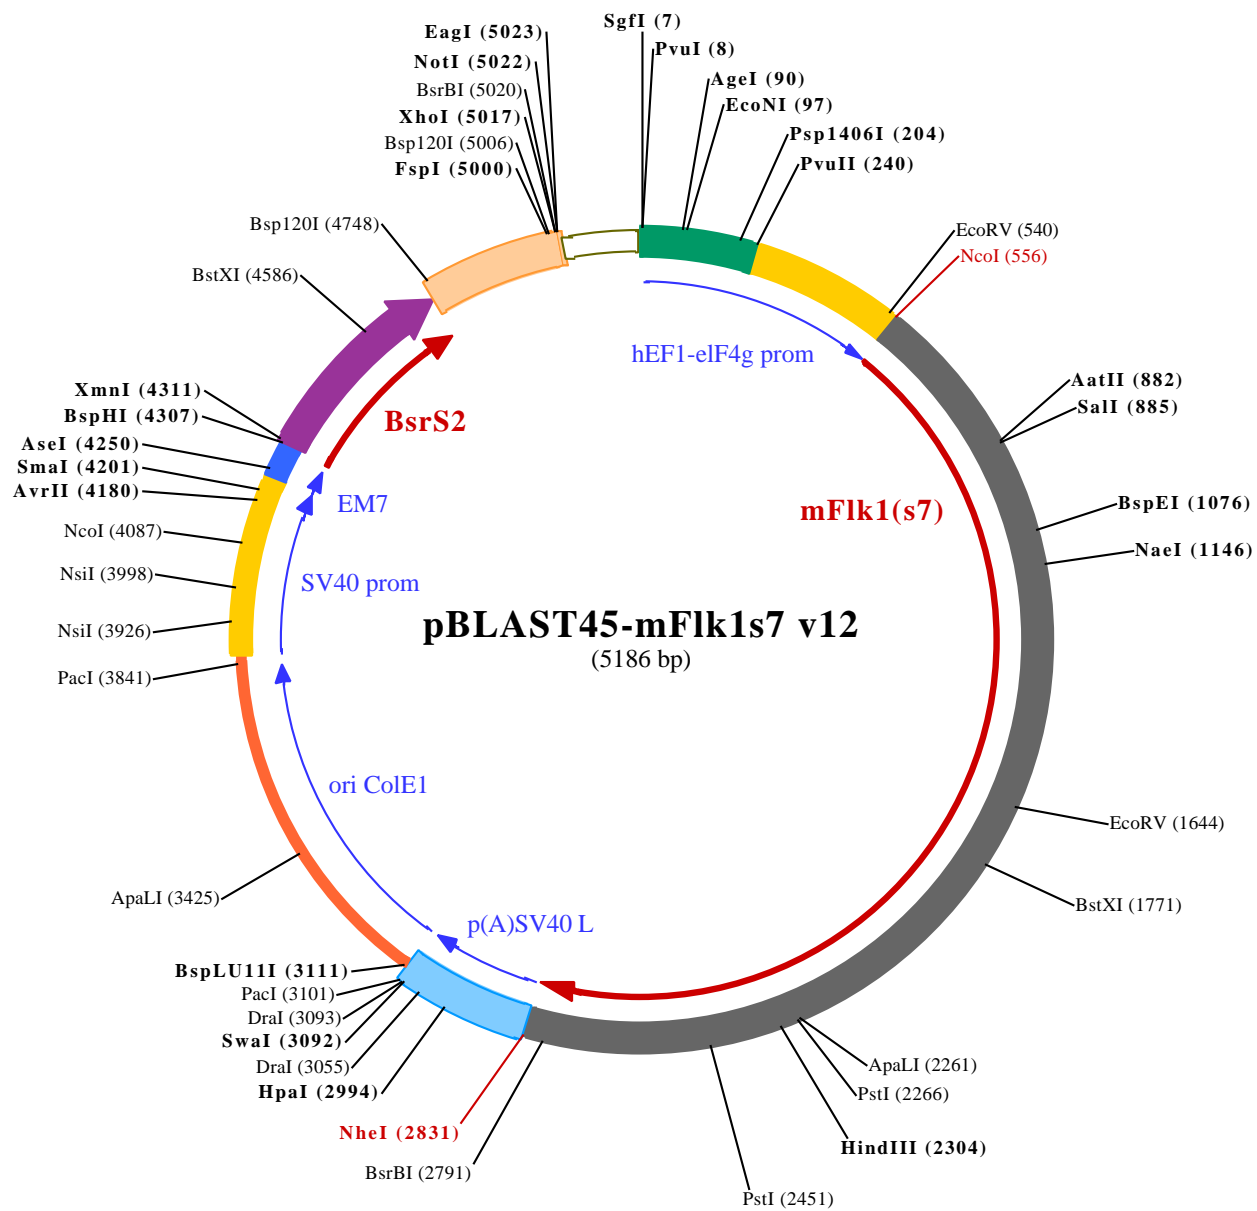 SgfI (7)
EagI (5023)
PvuI (8)
NotI (5022)
AgeI (90)
BsrBI (5020)
EcoNI (97)
XhoI (5017)
Psp1406I (204)
Bsp120I (5006)
PvuII (240)
FspI (5000)
Bsp120I (4748)
EcoRV (540)
NcoI (556)
BstXI (4586)
hEF1-eIF4g prom
AatII (882)
XmnI (4311)
SalI (885)
BspHI (4307)
BsrS2
AseI (4250)
SmaI (4201)
AvrII (4180)
EM7
BspEI (1076)
mFlk1(s7)
NcoI (4087)
NaeI (1146)
NsiI (3998)
SV40 prom
pBLAST45-mFlk1s7 v12
NsiI (3926)
(5186 bp)
PacI (3841)
ori ColE1
EcoRV (1644)
ApaLI (3425)
BstXI (1771)
p(A)SV40 L
BspLU11I (3111)
PacI (3101)
DraI (3093)
SwaI (3092)
DraI (3055)
ApaLI (2261)
HpaI (2994)
PstI (2266)
NheI (2831)
HindIII (2304)
BsrBI (2791)
PstI (2451)